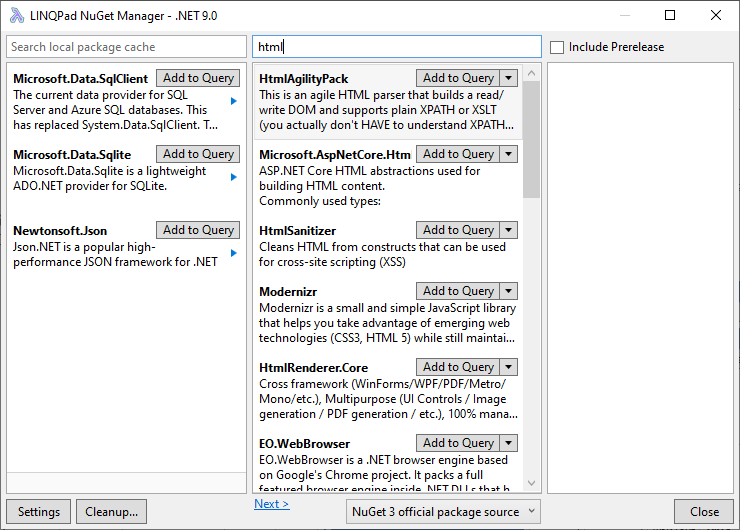 LINQPad NuGet Manager - .NET 9.0
Search local package cache
html
Include Prerelease
Microsoft.Data.SqlClient
Add to Query
The current data provider for SQL
Server and Azure SQL databases. This
has replaced System.Data.SqlClient. T...
Microsoft.Data.Sqlite
Add to Query
Microsoft.Data.Sqlite is a lightweight
ADO.NET provider for SQLite.
Newtonsoft.Json
Add to Query
Json.NET is a popular high-
performance JSON framework for .NET
HtmlAgilityPack
Add to Query
This is an agile HTML parser that builds a read/
write DOM and supports plain XPATH or XSLT
(you actually don't HAVE to understand XPATH...
Microsoft.AspNetCore.Htm
Add to Query
ASP.NET Core HTML abstractions used for
building HTML content.
Commonly used types:
HtmlSanitizer
Add to Query
Cleans HTML from constructs that can be used
for cross-site scripting (XSS)
Modernizr
Add to Query
Modernizr is a small and simple JavaScript library
that helps you take advantage of emerging web
technologies (CSS3, HTML 5) while still maintai...
HtmlRenderer.Core
Add to Query
Cross framework (WinForms/WPF/PDF/Metro/
Mono/etc.), Multipurpose (UI Controls / Image
generation / PDF generation / etc.), 100% mana...
EO.WebBrowser
Add to Query
EO.WebBrowser is a .NET browser engine based
on Google's Chrome project. It packs a full
featured browser engine inside .NET DLLs that h
Settings
Cleanup...
Next >
NuGet 3 official package source
Close